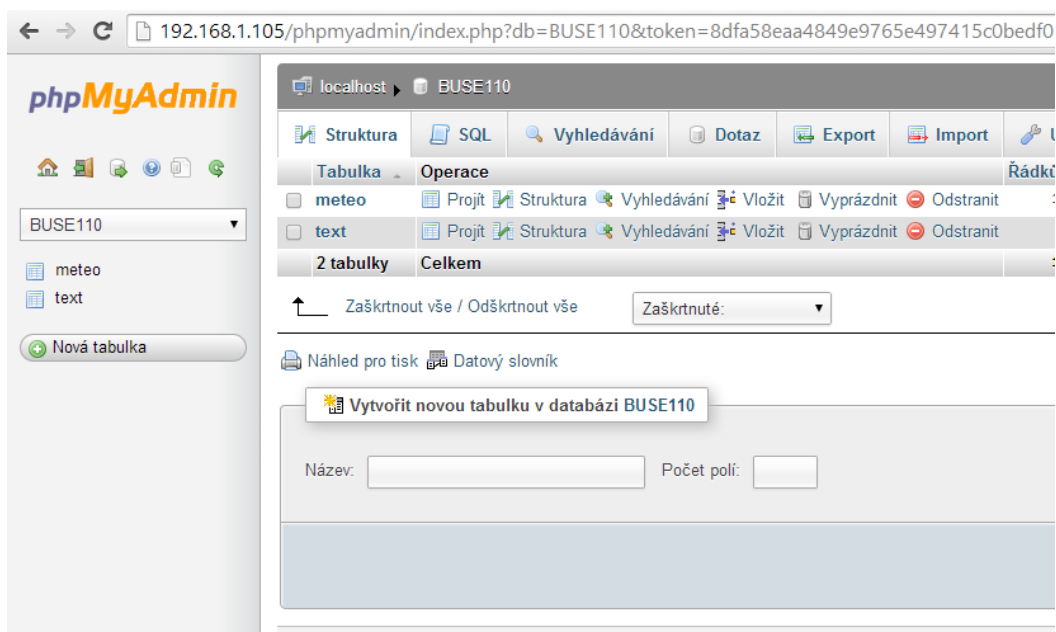 192.168.1.105/phpmyadmin/index.php?db=BUSE110&token=8dfa58eaa4849e9765e497415c0bedf0
phpMyAdmin
BUSE110
meteo
text
Nová tabulka
localhost BUSE110
Struktura SQL Vyhledávání Dotaz Export Import
Tabulka Operace Řádků
meteo Projít Struktura Vyhledávání Vložit Vyprázdnit Odstranit
text Projít Struktura Vyhledávání Vložit Vyprázdnit Odstranit
2 tabulky Celkem
Zaškrtnout vše / Odškrtnout vše Zaškrtnuté:
Náhled pro tisk Datový slovník
Vytvořit novou tabulku v databázi BUSE110
Název: Počet polí: